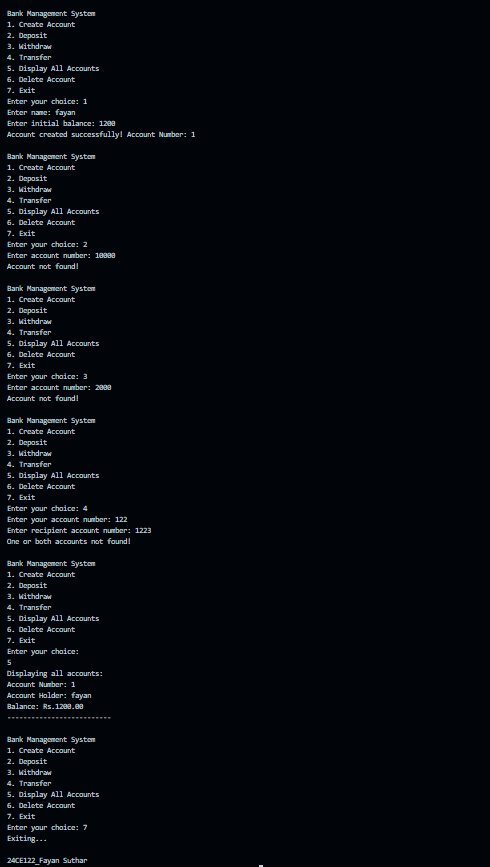 Bank Management System
1. Create Account
2. Deposit
3. Withdraw
4. Transfer
5. Display All Accounts
6. Delete Account
7. Exit
Enter your choice: 1
Enter name: fayan
Enter initial balance: 1200
Account created successfully! Account Number: 1
Bank Management System
1. Create Account
2. Deposit
3. Withdraw
4. Transfer
5. Display All Accounts
6. Delete Account
7. Exit
Enter your choice: 2
Enter account number: 10000
Account not found!
Bank Management System
1. Create Account
2. Deposit
3. Withdraw
4. Transfer
5. Display All Accounts
6. Delete Account
7. Exit
Enter your choice: 3
Enter account number: 2000
Account not found!
Bank Management System
1. Create Account
2. Deposit
3. Withdraw
4. Transfer
5. Display All Accounts
6. Delete Account
7. Exit
Enter your choice: 4
Enter your account number: 122
Enter recipient account number: 1223
One or both accounts not found!
Bank Management System
1. Create Account
2. Deposit
3. Withdraw
4. Transfer
5. Display All Accounts
6. Delete Account
7. Exit
Enter your choice:
5
Displaying all accounts:
Account Number: 1
Account Holder: fayan
Balance: Rs.1200.00
--------------------------
Bank Management System
1. Create Account
2. Deposit
3. Withdraw
4. Transfer
5. Display All Accounts
6. Delete Account
7. Exit
Enter your choice: 7
Exiting...
24CE122_Fayan Suthar